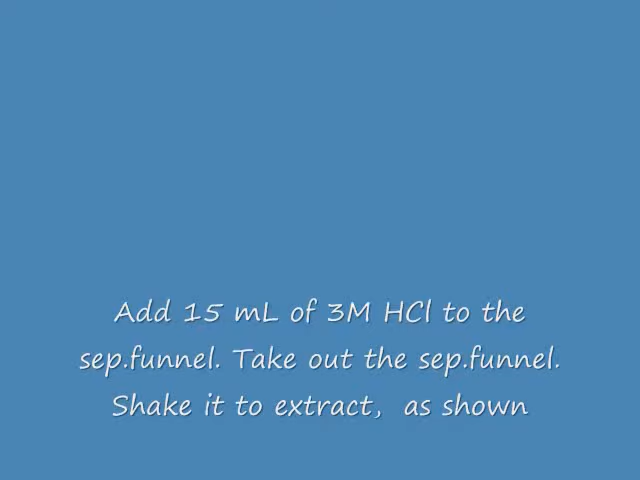 Add 15 mL of 3M HCl to the
sep.funnel. Take out the sep.funnel.
Shake it to extract, as shown